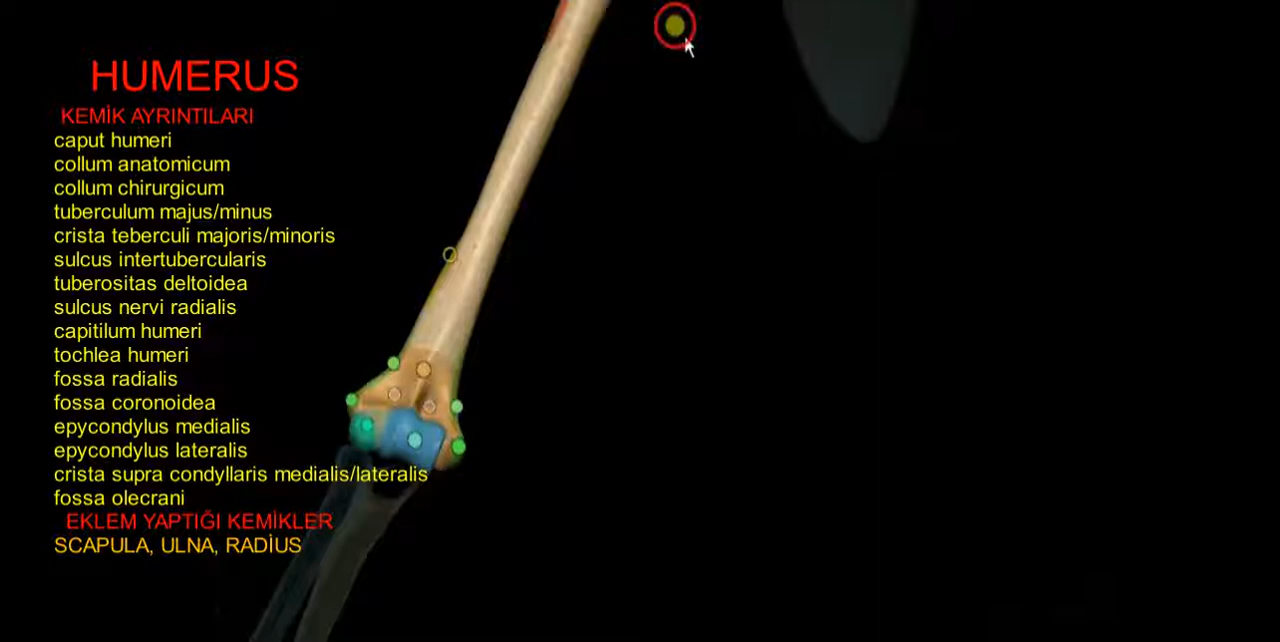 HUMERUS
KEMİK AYRINTILARI
caput humeri
collum anatomicum
collum chirurgicum
tuberculum majus/minus
crista teberculi majoris/minoris
sulcus intertubercularis
tuberositas deltoidea
sulcus nervi radialis
capitilum humeri
tochlea humeri
fossa radialis
fossa coronoidea
epycondylus medialis
epycondylus lateralis
crista supra condyllaris medialis/lateralis
fossa olecrani
EKLEM YAPTIĞI KEMİKLER
SCAPULA, ULNA, RADİUS